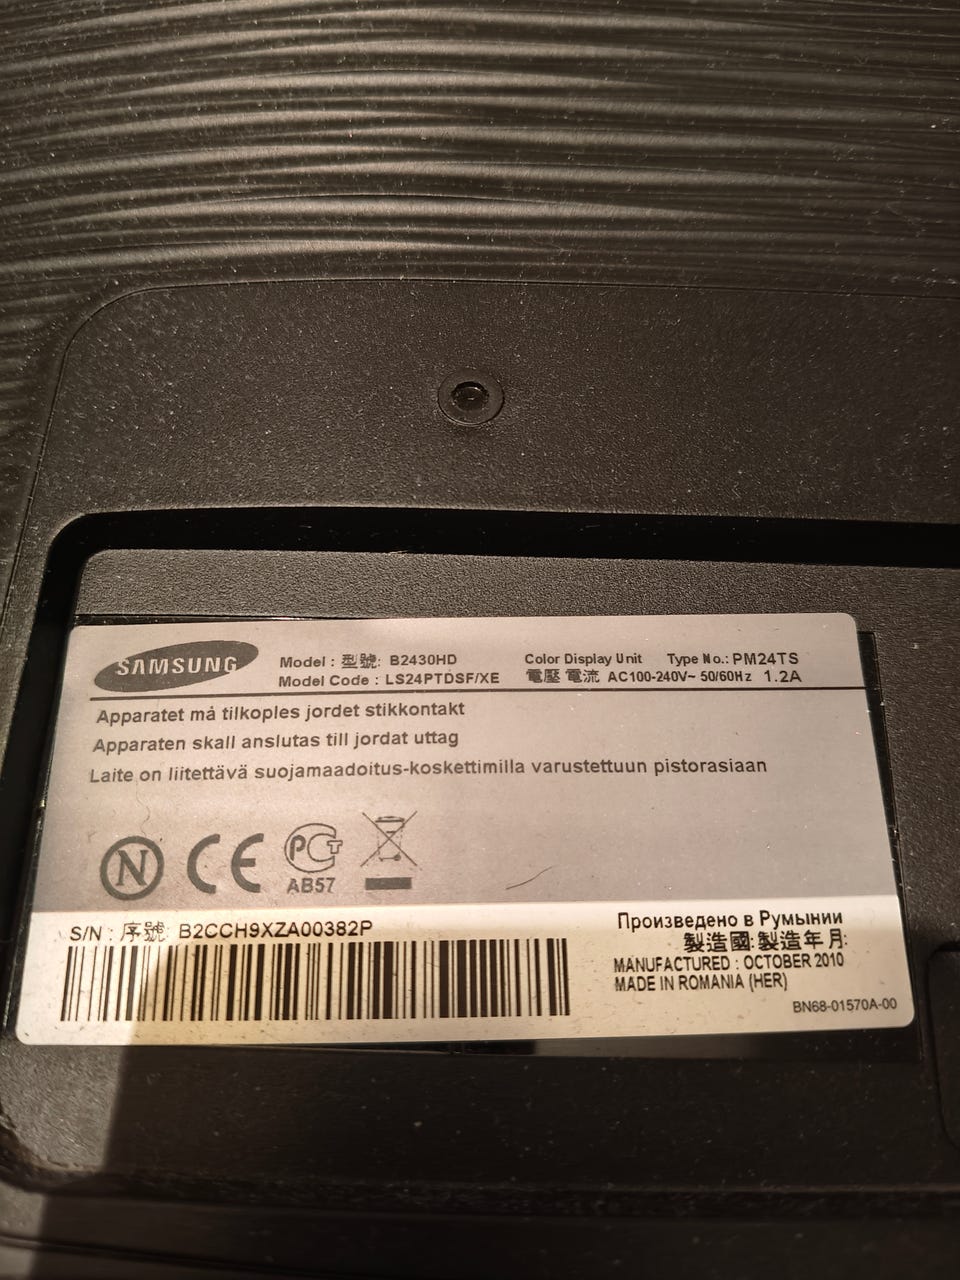 SAMSUNG
Model : 型號: B2430HD
Model Code : LS24PTDSF/XE
Color Display Unit Type No.: PM24TS
電壓 電流 AC100-240V~ 50/60Hz 1.2A
Apparatet må tilkoples jordet stikkontakt
Apparaten skall anslutas till jordat uttag
Laite on liitettävä suojamaadoitus-koskettimilla varustettuun pistorasiaan
N CE PCT
AB57
S/N : 序號: B2CCH9XZA00382P
Произведено в Румынии
製造國: 製造年月:
MANUFACTURED : OCTOBER 2010
MADE IN ROMANIA (HER)
BN68-01570A-00